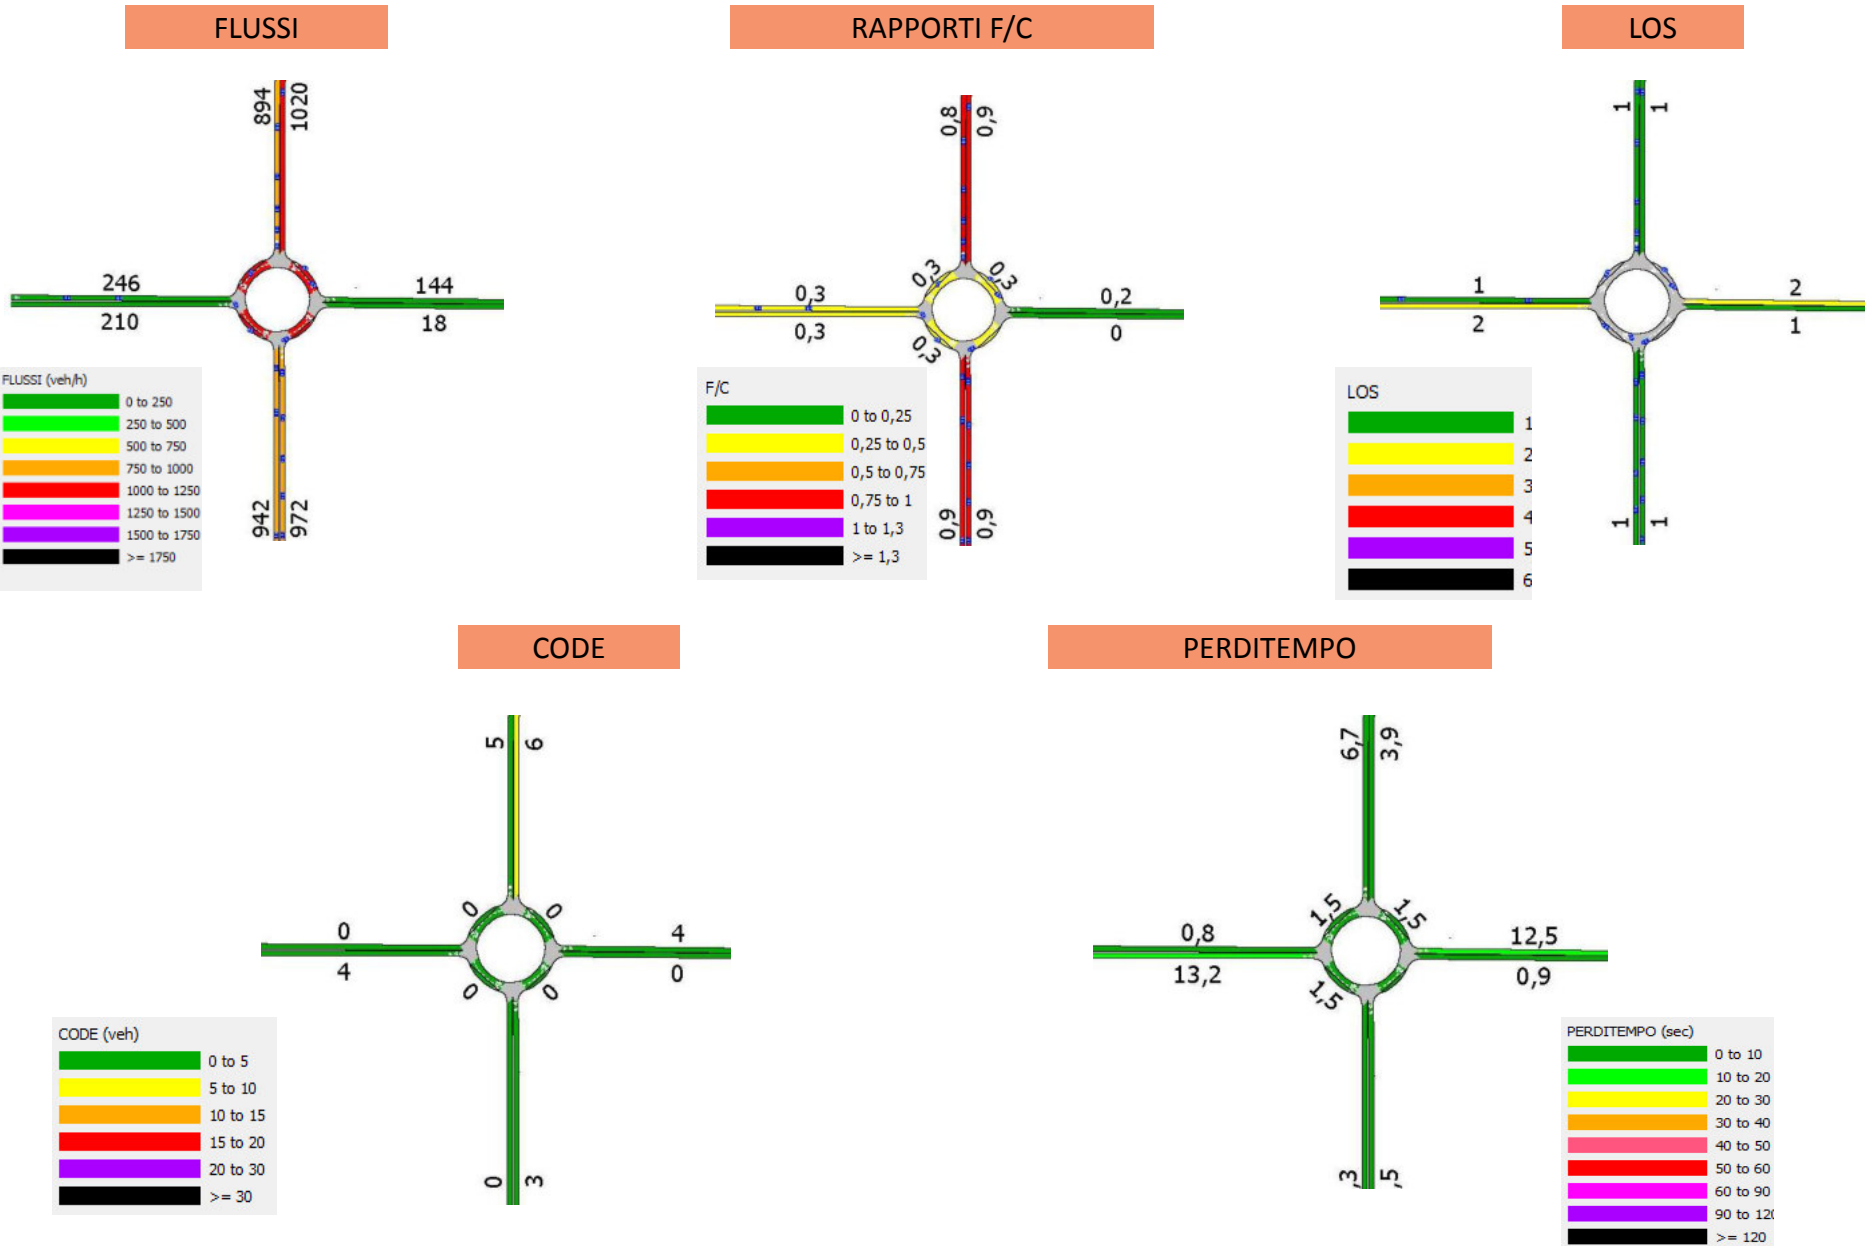 FLUSSI
RAPPORTI F/C
LOS
894
1020
246
210
144
18
942
972
FLUSSI (veh/h)
0 to 250
250 to 500
500 to 750
750 to 1000
1000 to 1250
1250 to 1500
1500 to 1750
>= 1750
0,8
0,9
0,3
0,3
0,3
0,3
0,3
0,2
0
0,9
0,9
F/C
0 to 0,25
0,25 to 0,5
0,5 to 0,75
0,75 to 1
1 to 1,3
>= 1,3
1
1
1
2
2
1
1
1
LOS
1
2
3
4
5
6
CODE
PERDITEMPO
5
6
0
4
0
0
0
0
4
0
0
3
CODE (veh)
0 to 5
5 to 10
10 to 15
15 to 20
20 to 30
>= 30
6,7
3,9
0,8
13,2
1,5
1,5
1,5
12,5
0,9
,3
,5
PERDITEMPO (sec)
0 to 10
10 to 20
20 to 30
30 to 40
40 to 50
50 to 60
60 to 90
90 to 120
>= 120